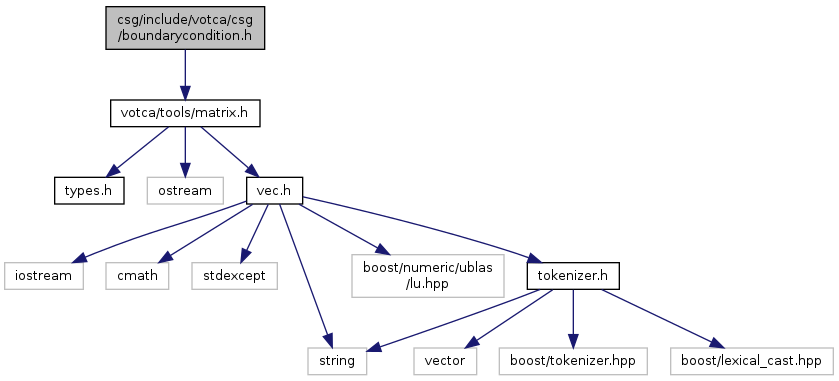 csg/include/votca/csg
/boundarycondition.h
votca/tools/matrix.h
types.h
ostream
vec.h
iostream
cmath
stdexcept
boost/numeric/ublas
/lu.hpp
tokenizer.h
string
vector
boost/tokenizer.hpp
boost/lexical_cast.hpp